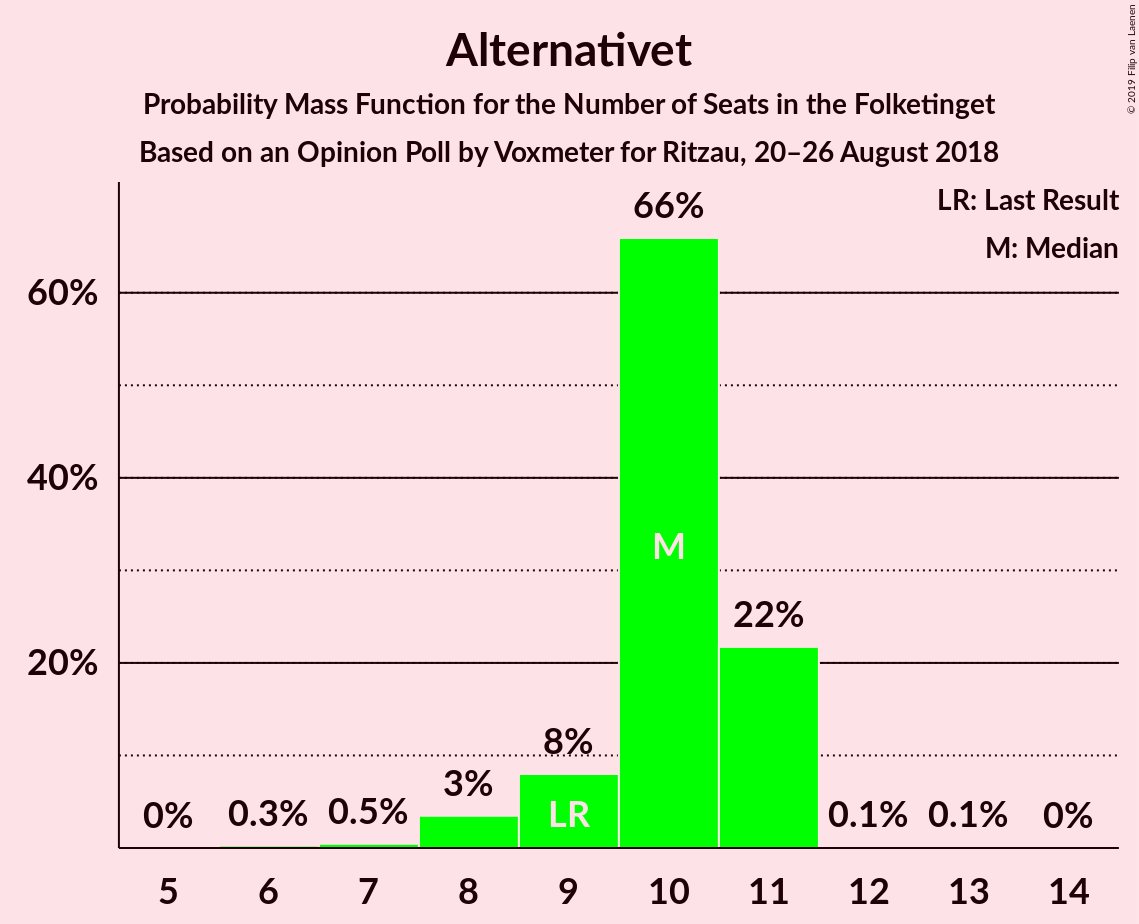 Alternativet
Probability Mass Function for the Number of Seats in the Folketinget
Based on an Opinion Poll by Voxmeter for Ritzau, 20–26 August 2018
© 2019 Filip van Laenen
LR: Last Result
M: Median
60%
40%
20%
0%
0.3%
0.5%
3%
8%
66%
22%
0.1%
0.1%
0%
LR
M
5 6 7 8 9 10 11 12 13 14